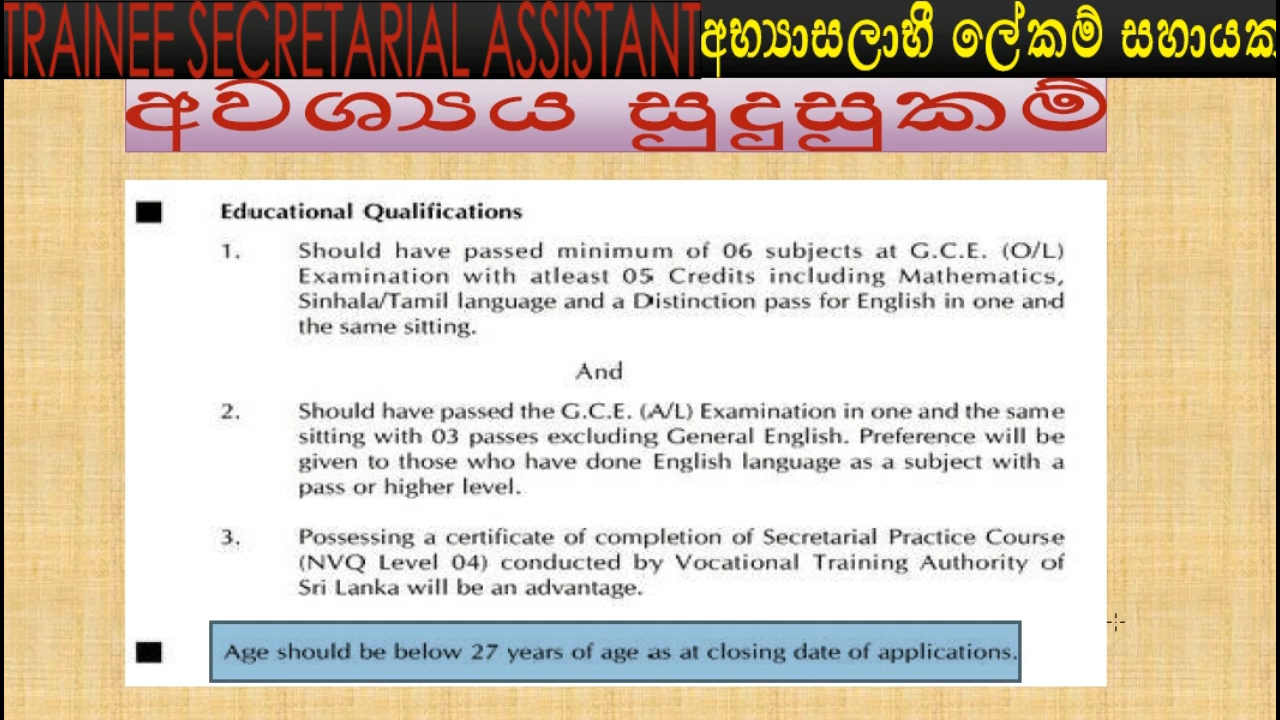 TRAINEE SECRETARIAL ASSISTANT අභ්‍යාසලාභී ලේකම් සහායක
අවශ්‍යය සුදුසුකම්
Educational Qualifications
1. Should have passed minimum of 06 subjects at G.C.E. (O/L)
Examination with atleast 05 Credits including Mathematics,
Sinhala/Tamil language and a Distinction pass for English in one and
the same sitting.
And
2. Should have passed the G.C.E. (A/L) Examination in one and the same
sitting with 03 passes excluding General English. Preference will be
given to those who have done English language as a subject with a
pass or higher level.
3. Possessing a certificate of completion of Secretarial Practice Course
(NVQ Level 04) conducted by Vocational Training Authority of
Sri Lanka will be an advantage.
Age should be below 27 years of age as at closing date of applications.